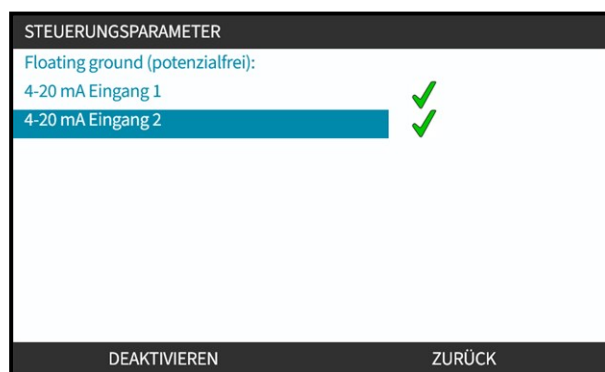 STEUERUNGSPARAMETER
Floating ground (potenzialfrei):
4-20 mA Eingang 1
4-20 mA Eingang 2
DEAKTIVIEREN ZURÜCK